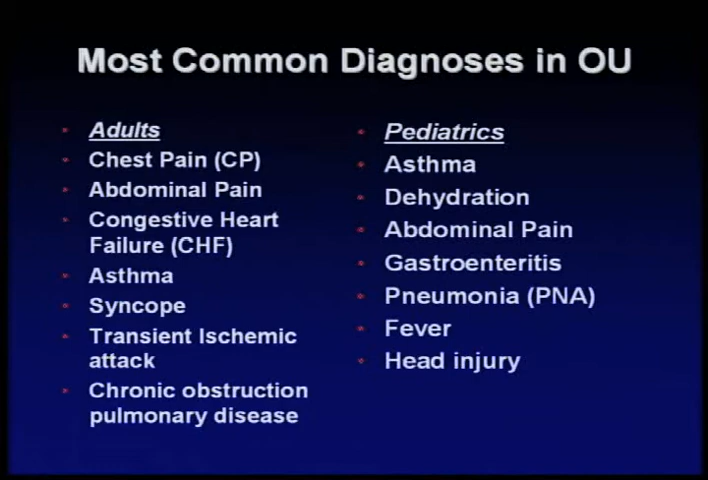 Most Common Diagnoses in OU
Adults
Chest Pain (CP)
Abdominal Pain
Congestive Heart
Failure (CHF)
Asthma
Syncope
Transient Ischemic
attack
Chronic obstruction
pulmonary disease
Pediatrics
Asthma
Dehydration
Abdominal Pain
Gastroenteritis
Pneumonia (PNA)
Fever
Head injury